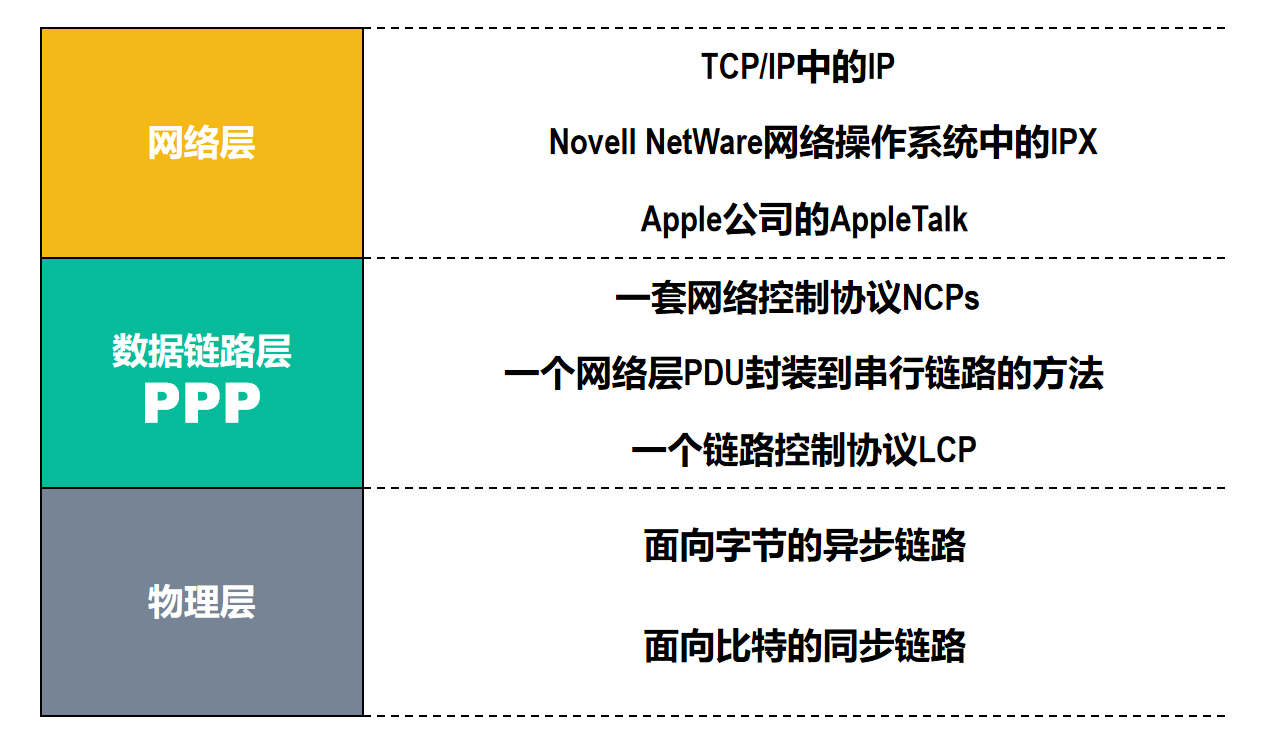 网络层
TCP/IP中的IP
Novell NetWare网络操作系统中的IPX
Apple公司的AppleTalk
数据链路层
PPP
一套网络控制协议NCPs
一个网络层PDU封装到串行链路的方法
一个链路控制协议LCP
物理层
面向字节的异步链路
面向比特的同步链路